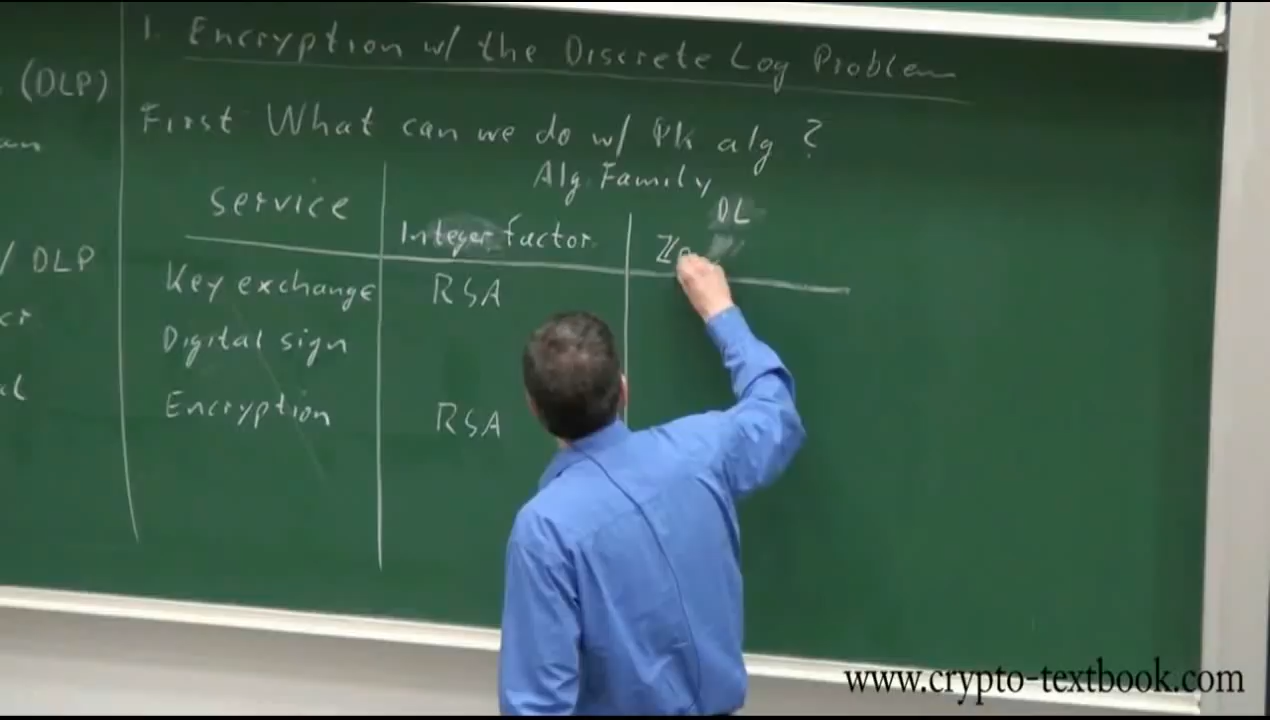 (DLP)
/ DLP
1. Encryption w/ the Discrete Log Problem
First What can we do w/ Pk alg ?
Alg. Family
Service
Integer factor.
DL
Key exchange RSA
Digital sign
Encryption RSA
www.crypto-textbook.com